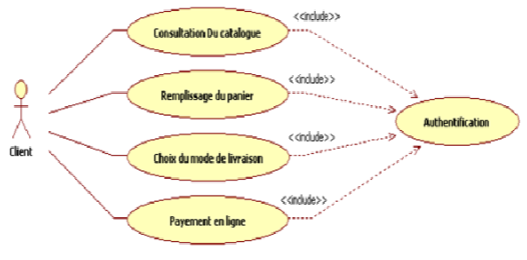 <<include>>
Consultation Du catalogue
<<include>>
Remplissage du panier
Authentification
<<include>>
Client
Choix du mode de livraison
<<include>>
Payement en ligne